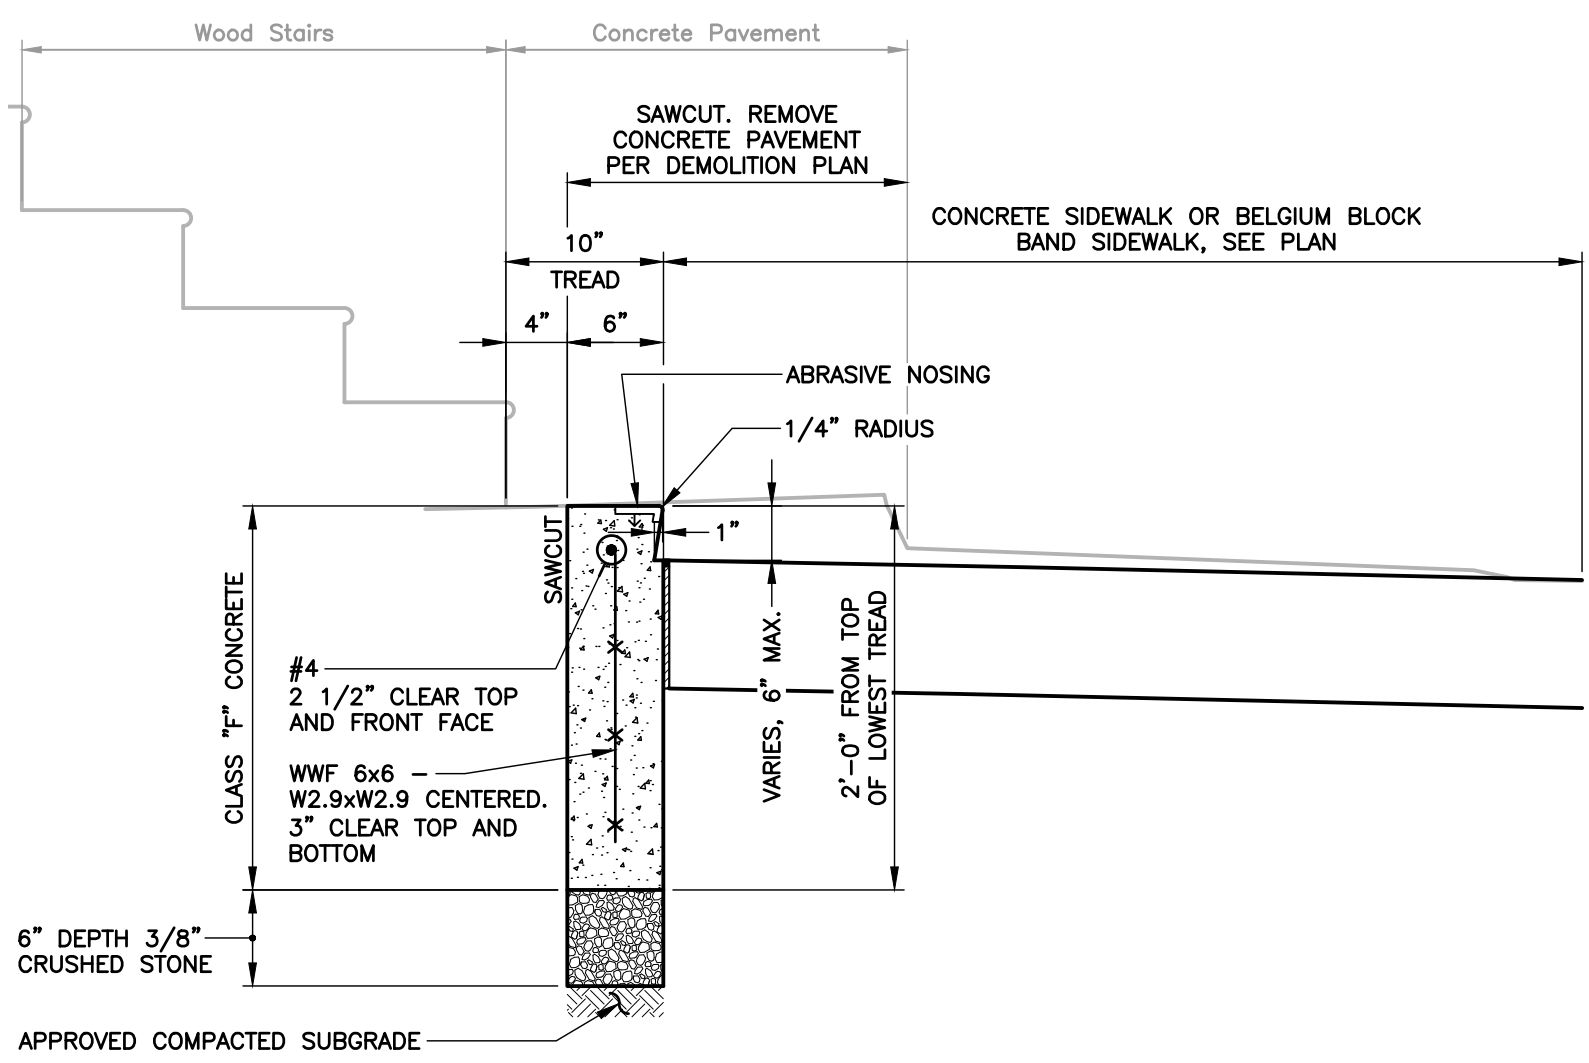 Wood Stairs
Concrete Pavement
SAWCUT. REMOVE
CONCRETE PAVEMENT
PER DEMOLITION PLAN
CONCRETE SIDEWALK OR BELGIUM BLOCK
BAND SIDEWALK, SEE PLAN
10”
TREAD
4”
6”
ABRASIVE NOSING
1/4” RADIUS
1”
SAWCUT
CLASS ”F” CONCRETE
VARIES, 6” MAX.
2’-0” FROM TOP
OF LOWEST TREAD
#4
2 1/2” CLEAR TOP
AND FRONT FACE
WWF 6x6 –
W2.9xW2.9 CENTERED.
3” CLEAR TOP AND
BOTTOM
6” DEPTH 3/8”
CRUSHED STONE
APPROVED COMPACTED SUBGRADE